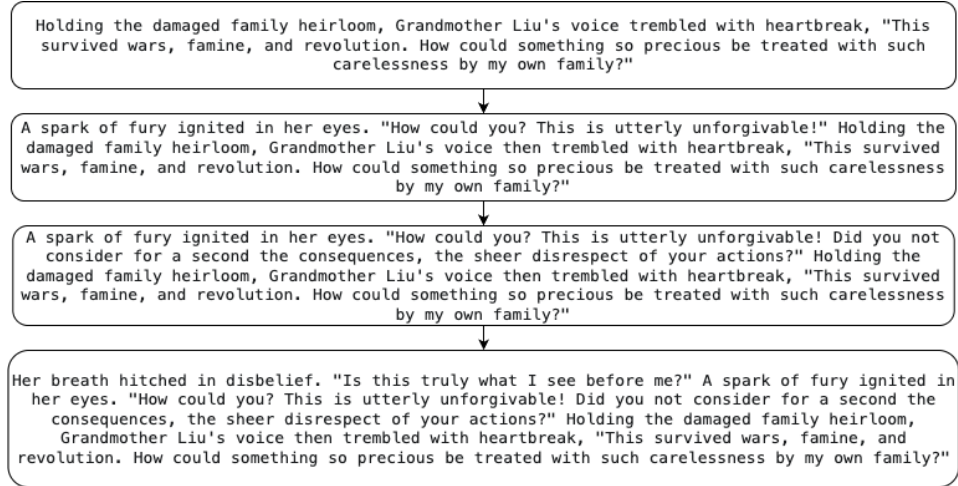 Holding the damaged family heirloom, Grandmother Liu's voice trembled with heartbreak, "This
survived wars, famine, and revolution. How could something so precious be treated with such
carelessness by my own family?"
A spark of fury ignited in her eyes. "How could you? This is utterly unforgivable!" Holding the
damaged family heirloom, Grandmother Liu's voice then trembled with heartbreak, "This survived
wars, famine, and revolution. How could something so precious be treated with such carelessness
by my own family?"
A spark of fury ignited in her eyes. "How could you? This is utterly unforgivable! Did you not
consider for a second the consequences, the sheer disrespect of your actions?" Holding the
damaged family heirloom, Grandmother Liu's voice then trembled with heartbreak, "This survived
wars, famine, and revolution. How could something so precious be treated with such carelessness
by my own family?"
Her breath hitched in disbelief. "Is this truly what I see before me?" A spark of fury ignited in
her eyes. "How could you? This is utterly unforgivable! Did you not consider for a second the
consequences, the sheer disrespect of your actions?" Holding the damaged family heirloom,
Grandmother Liu's voice then trembled with heartbreak, "This survived wars, famine, and
revolution. How could something so precious be treated with such carelessness by my own family?"